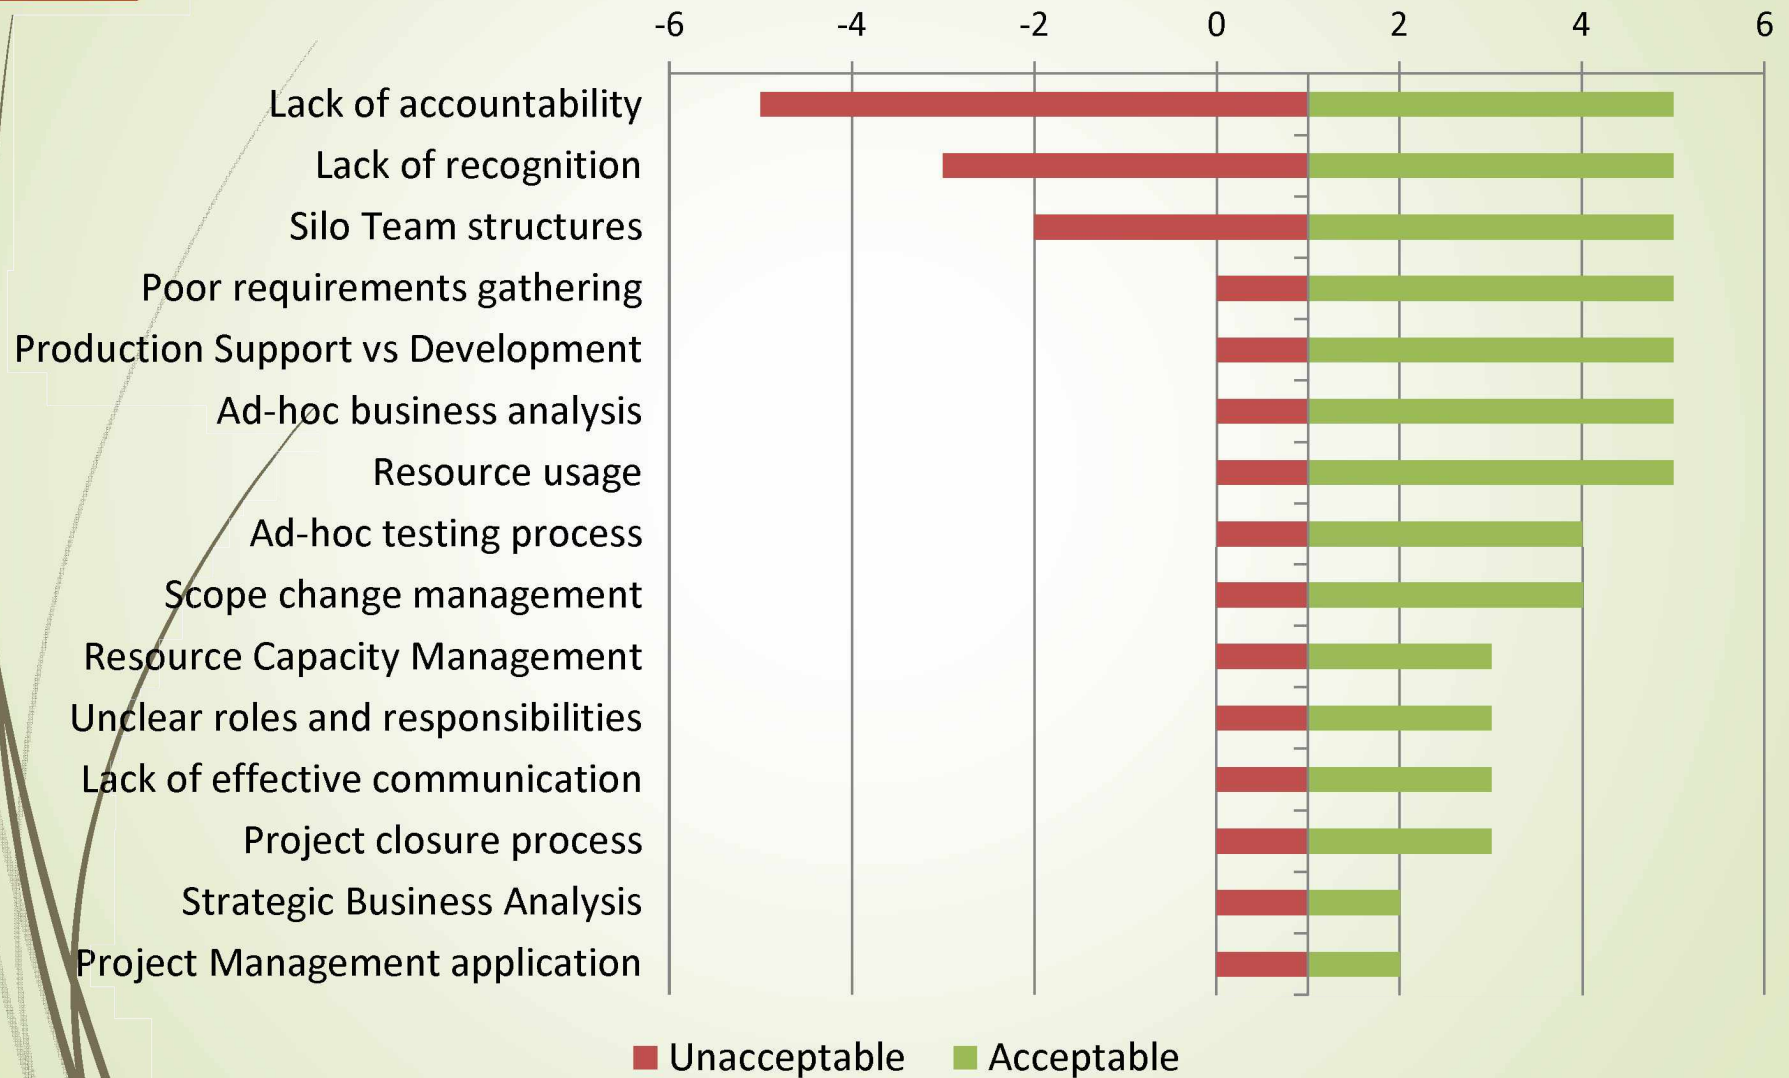 -6 -4 -2 0 2 4 6
Lack of accountability
Lack of recognition
Silo Team structures
Poor requirements gathering
Production Support vs Development
Ad-hoc business analysis
Resource usage
Ad-hoc testing process
Scope change management
Resource Capacity Management
Unclear roles and responsibilities
Lack of effective communication
Project closure process
Strategic Business Analysis
Project Management application
Unacceptable Acceptable